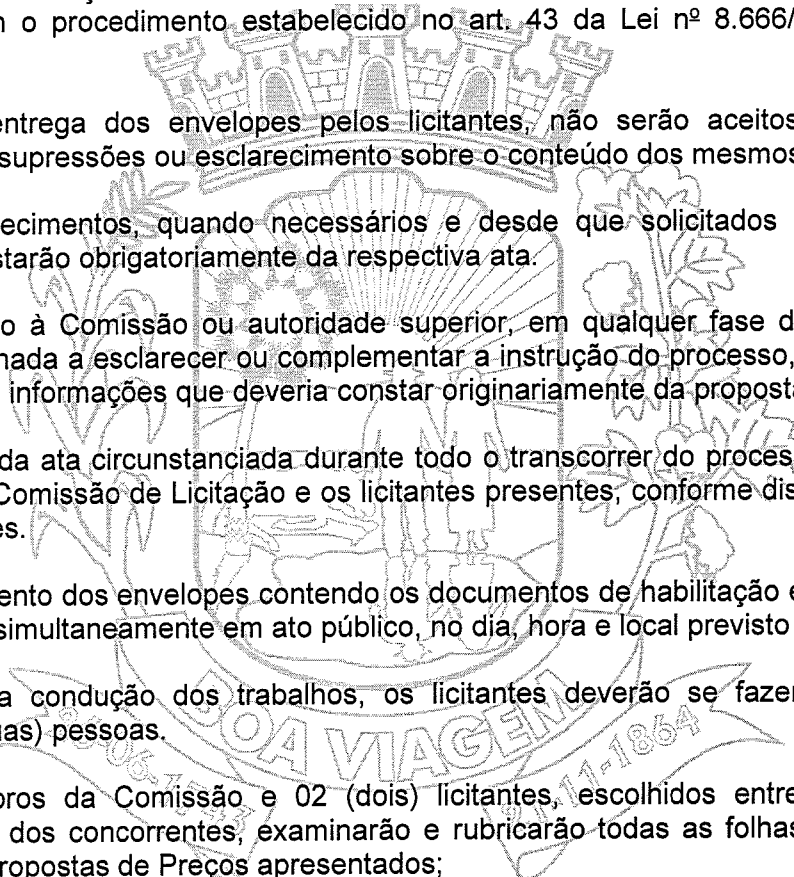 o procedimento estabelecido no art. 43 da Lei nº 8.666/
entrega dos envelopes pelos licitantes, não serão aceitos
supressões ou esclarecimento sobre o conteúdo dos mesmos
ecimentos, quando necessários e desde que solicitados
starão obrigatoriamente da respectiva ata.
o à Comissão ou autoridade superior, em qualquer fase d
nada a esclarecer ou complementar a instrução do processo,
informações que deveria constar originariamente da proposta
da ata circunstanciada durante todo o transcorrer do proces
Comissão de Licitação e os licitantes presentes, conforme dis
es.
ento dos envelopes contendo os documentos de habilitação e
simultaneamente em ato público, no dia, hora e local previsto
a condução dos trabalhos, os licitantes deverão se fazer
uas) pessoas.
BOA VIAGEM
21-11-1864
bros da Comissão e 02 (dois) licitantes, escolhidos entre
dos concorrentes, examinarão e rubricarão todas as folhas
ropostas de Preços apresentados;